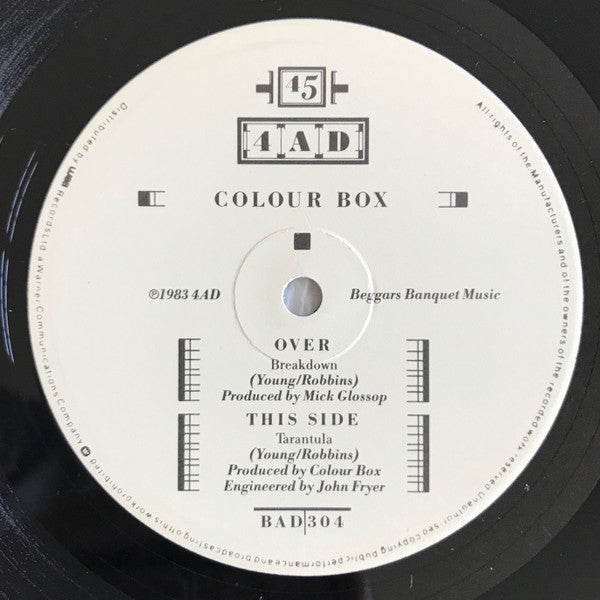 45
4AD
COLOUR BOX
℗1983 4AD
Beggars Banquet Music
OVER
Breakdown
(Young/Robbins)
Produced by Mick Glossop
THIS SIDE
Tarantula
(Young/Robbins)
Produced by Colour Box
Engineered by John Fryer
BAD|304
All rights of the Manufacturers and of the owners of the recorded work reserved Unauthorised copying public performance and broadcasting of this work prohibited
Distributed by wea Records Ltd a Warner Communications Company